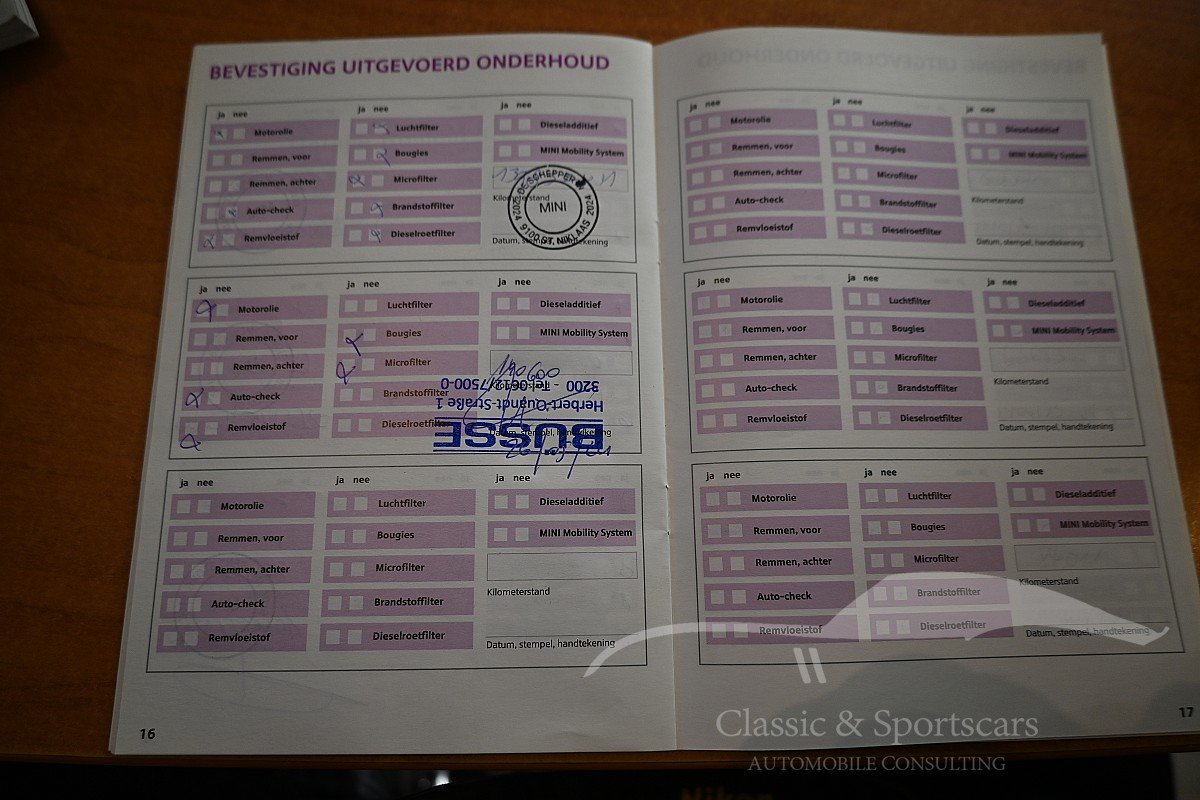 BEVESTIGING UITGEVOERD ONDERHOUD
ja nee
Motorolie
Remmen, voor
Remmen, achter
Auto-check
Remvloeistof
ja nee
Luchtfilter
Bougies
Microfilter
Brandstoffilter
Dieselroetfilter
ja nee
Dieseladditief
MINI Mobility System
Kilometerstand
Datum, stempel, handtekening
MINI
9100 ST. NIKLAAS
ja nee
Motorolie
Remmen, voor
Remmen, achter
Auto-check
Remvloeistof
ja nee
Luchtfilter
Bougies
Microfilter
Brandstoffilter
Dieselroetfilter
ja nee
Dieseladditief
MINI Mobility System
140600
BUSSE
Herbert-Quandt-Straße 1
Datum, stempel, handtekening
ja nee
Motorolie
Remmen, voor
Remmen, achter
Auto-check
Remvloeistof
ja nee
Luchtfilter
Bougies
Microfilter
Brandstoffilter
Dieselroetfilter
ja nee
Dieseladditief
MINI Mobility System
Kilometerstand
Datum, stempel, handtekening
16
ja nee
Motorolie
Remmen, voor
Remmen, achter
Auto-check
Remvloeistof
ja nee
Luchtfilter
Bougies
Microfilter
Brandstoffilter
Dieselroetfilter
ja nee
Dieseladditief
MINI Mobility System
Kilometerstand
Datum, stempel, handtekening
ja nee
Motorolie
Remmen, voor
Remmen, achter
Auto-check
Remvloeistof
ja nee
Luchtfilter
Bougies
Microfilter
Brandstoffilter
Dieselroetfilter
ja nee
Dieseladditief
MINI Mobility System
Kilometerstand
Datum, stempel, handtekening
ja nee
Motorolie
Remmen, voor
Remmen, achter
Auto-check
Remvloeistof
ja nee
Luchtfilter
Bougies
Microfilter
Brandstoffilter
Dieselroetfilter
ja nee
Dieseladditief
MINI Mobility System
Kilometerstand
Datum, stempel, handtekening
17
Classic & Sportscars
AUTOMOBILE CONSULTING